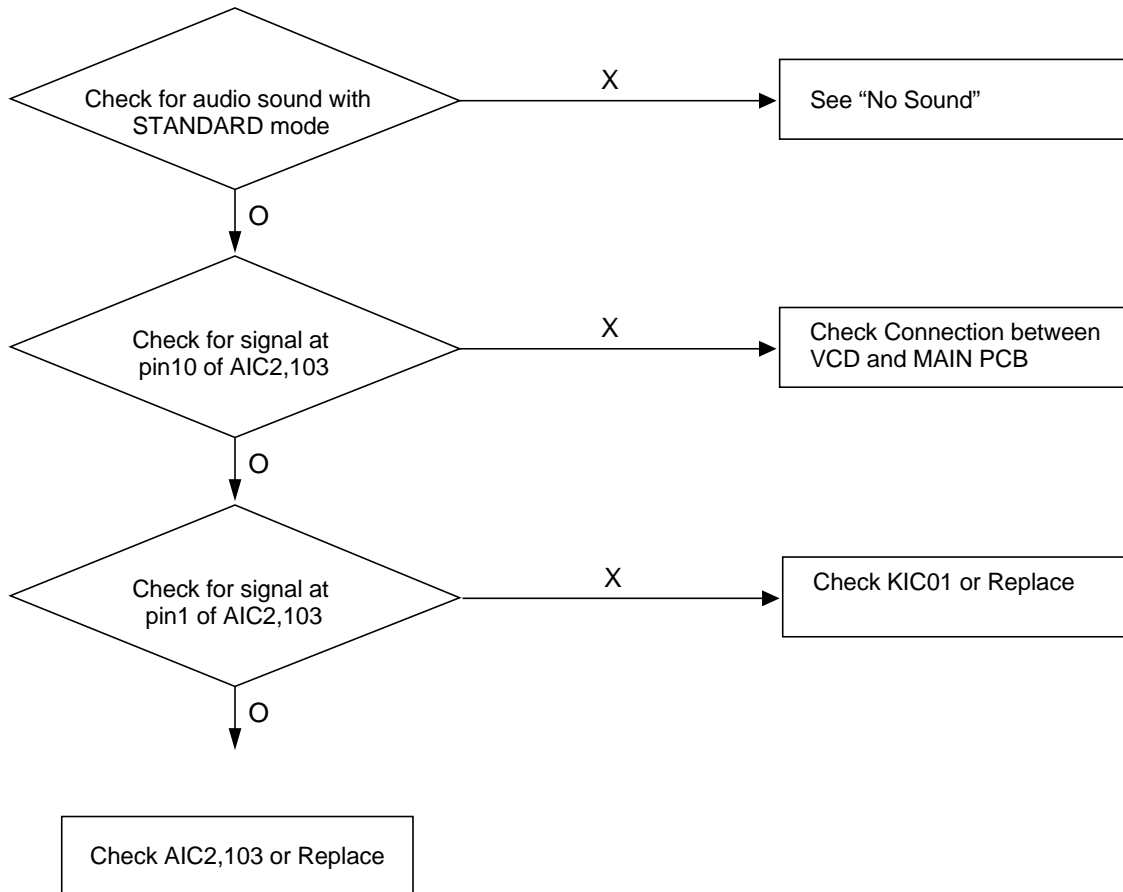 Check for audio sound with
STANDARD mode
X
See “No Sound”
O
Check for signal at
pin10 of AIC2,103
X
Check Connection between
VCD and MAIN PCB
O
Check for signal at
pin1 of AIC2,103
X
Check KIC01 or Replace
O
Check AIC2,103 or Replace